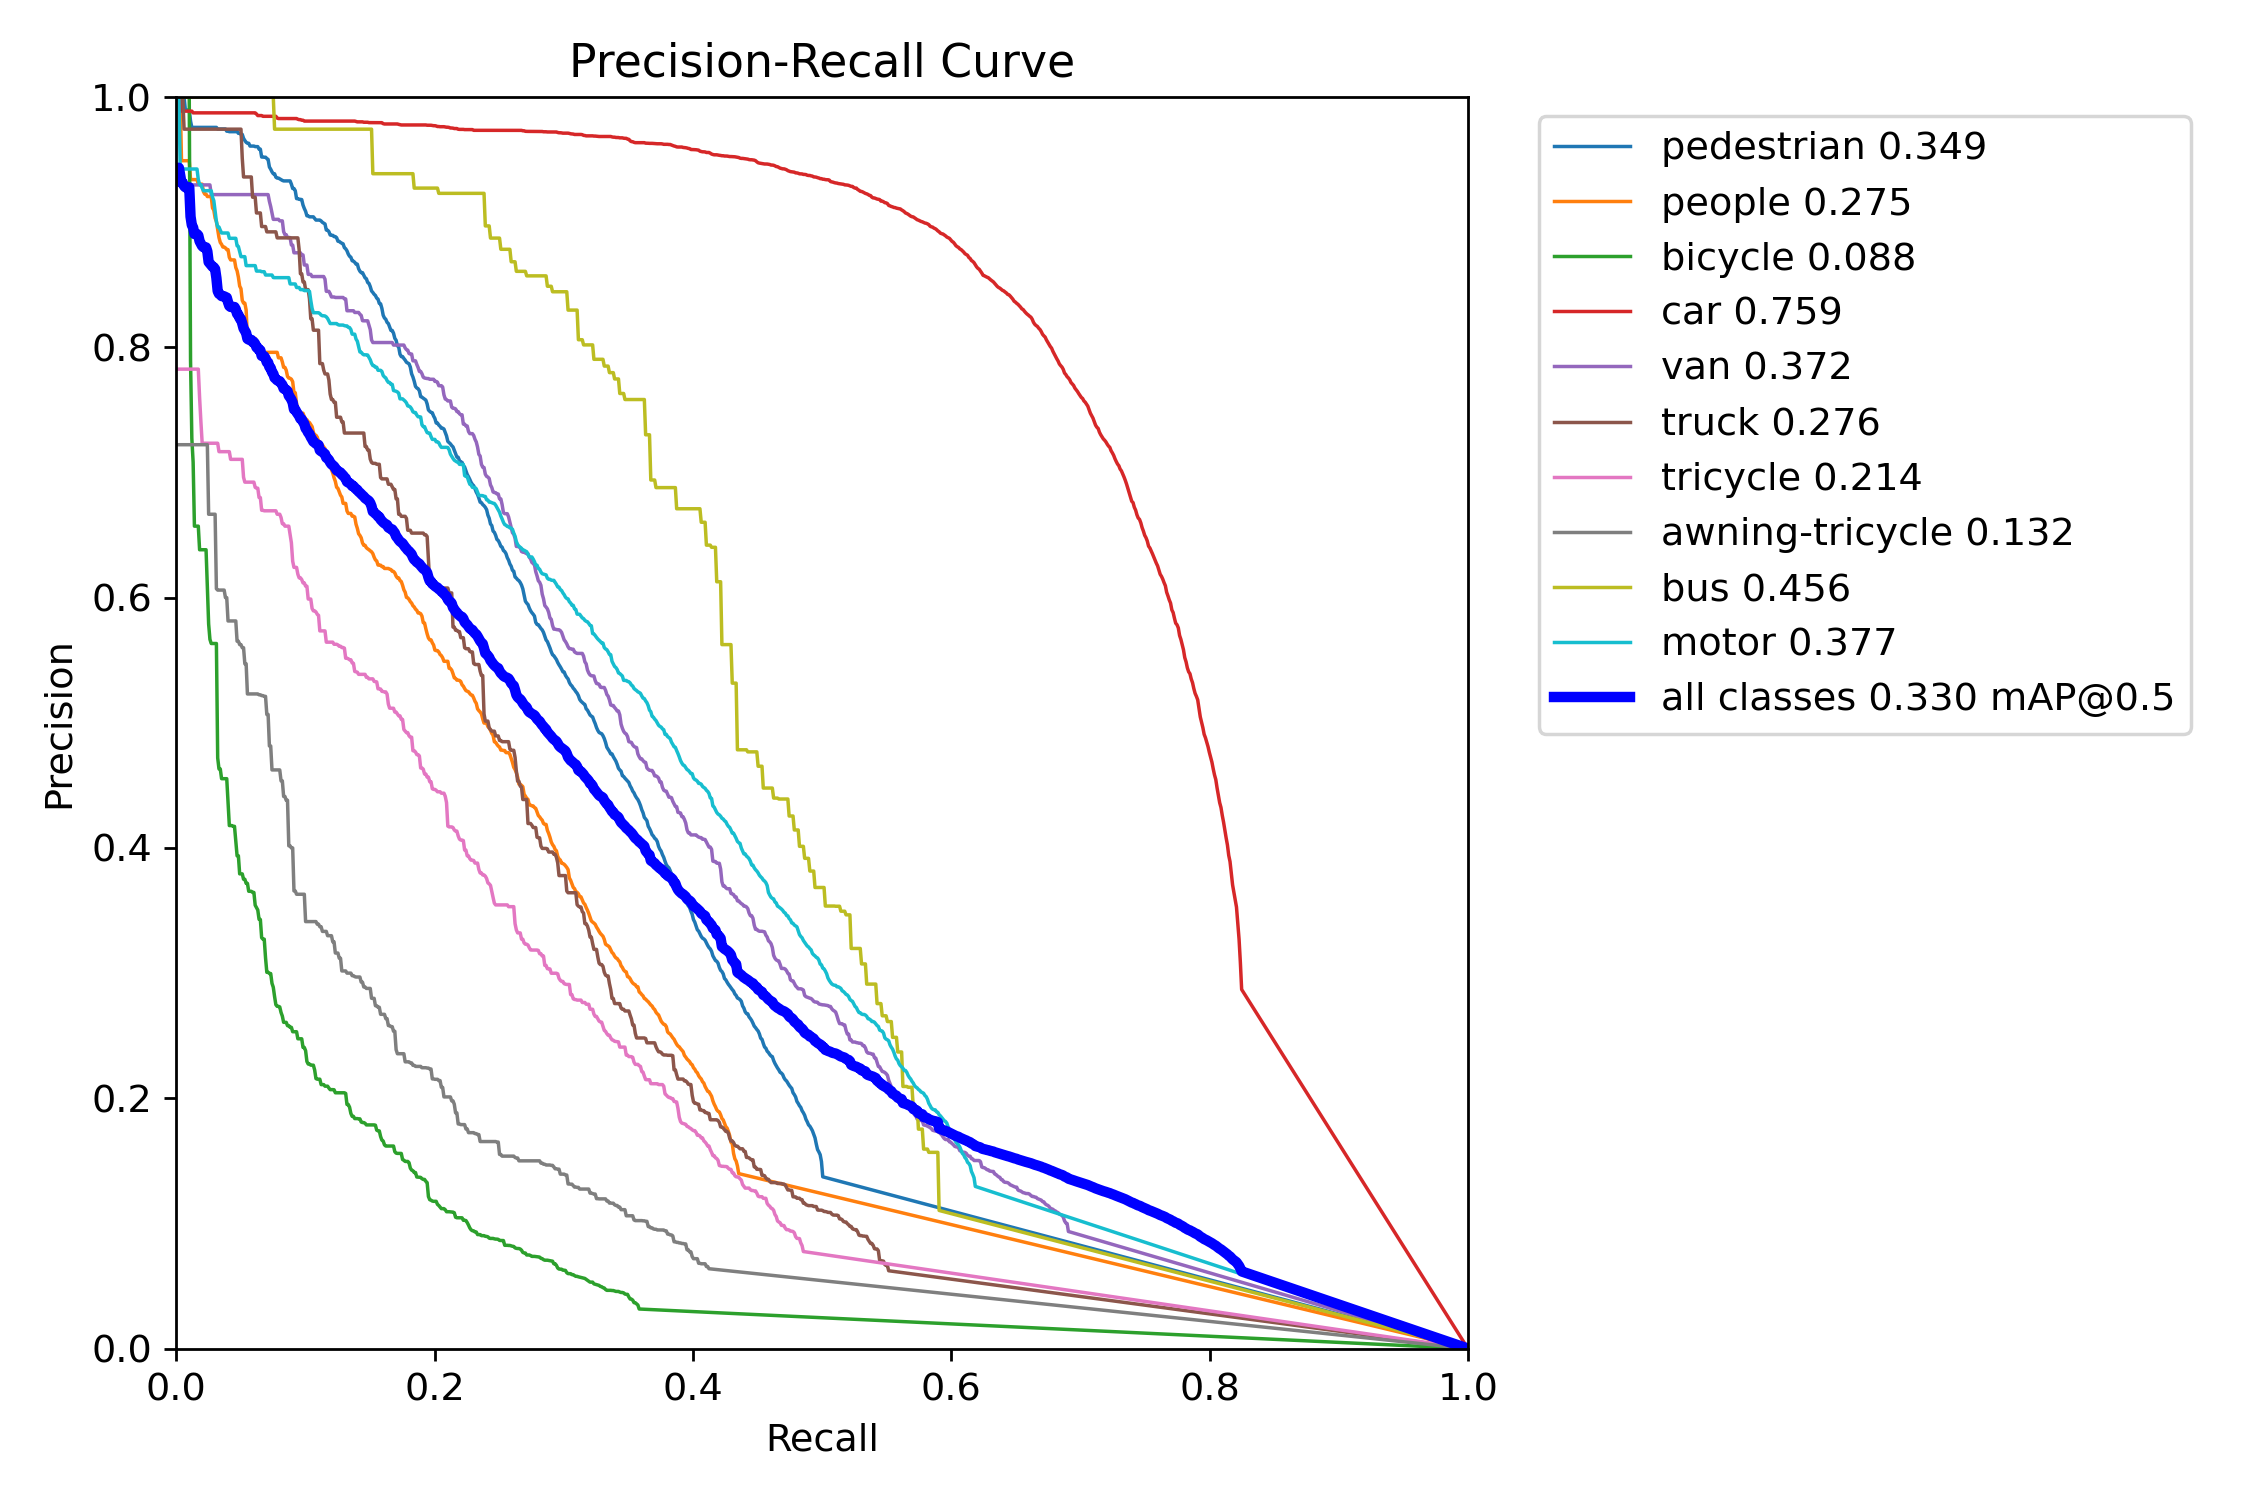 Precision-Recall Curve
1.0
0.8
0.6
0.4
0.2
0.0
Precision
0.0 0.2 0.4 0.6 0.8 1.0
Recall
pedestrian 0.349
people 0.275
bicycle 0.088
car 0.759
van 0.372
truck 0.276
tricycle 0.214
awning-tricycle 0.132
bus 0.456
motor 0.377
all classes 0.330 mAP@0.5